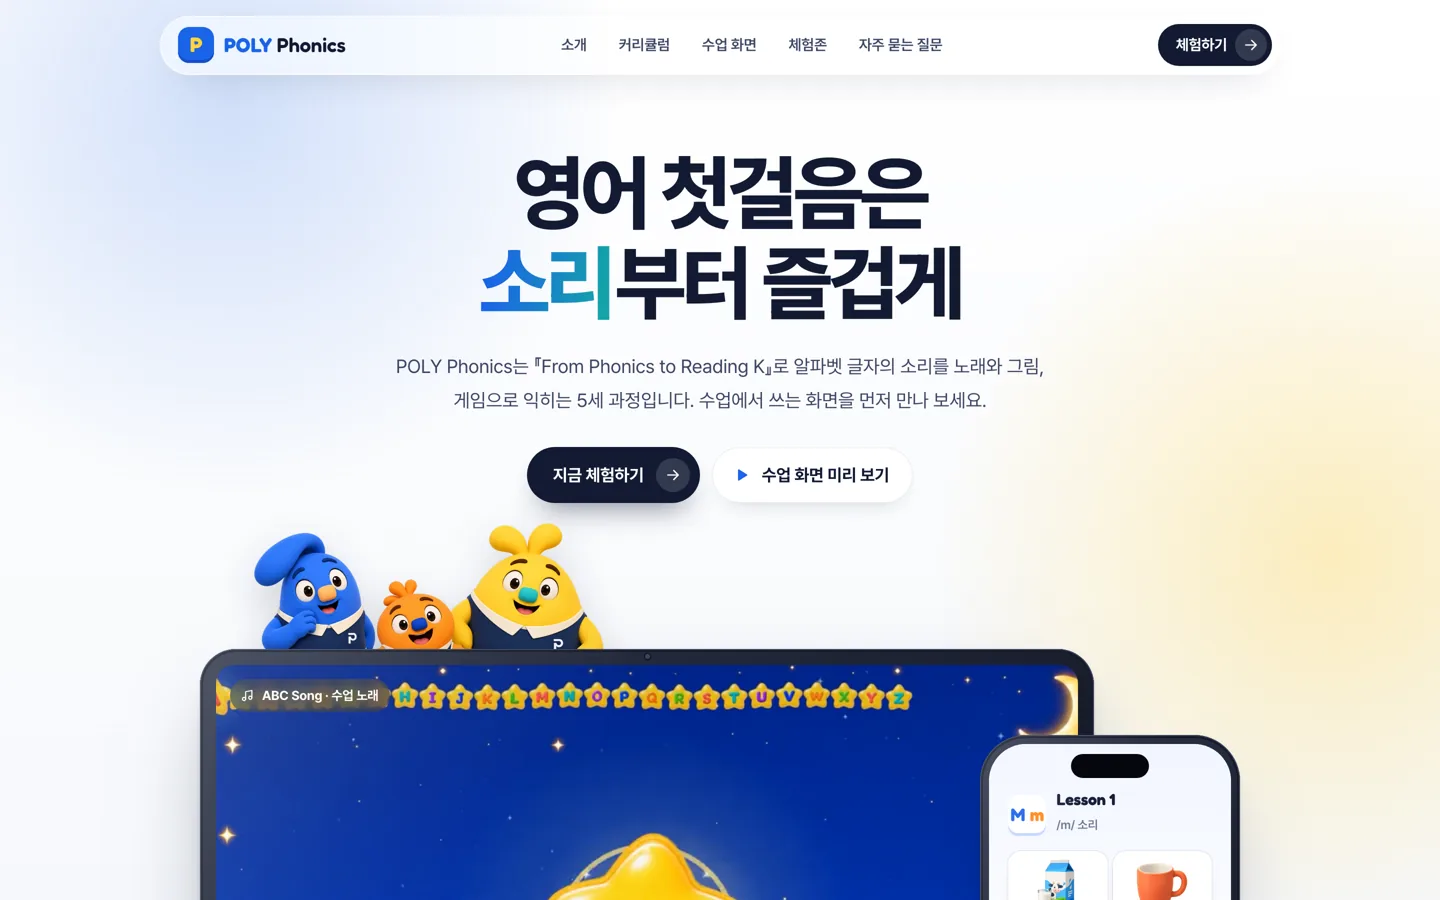 P POLY Phonics
소개 커리큘럼 수업 화면 체험존 자주 묻는 질문
체험하기
영어 첫걸음은
소리부터 즐겁게
POLY Phonics는 『From Phonics to Reading K』로 알파벳 글자의 소리를 노래와 그림,
게임으로 익히는 5세 과정입니다. 수업에서 쓰는 화면을 먼저 만나 보세요.
지금 체험하기
수업 화면 미리 보기
P
P
ABC Song · 수업 노래
H I J K L M N O P Q R S T U V W X Y Z
M m
Lesson 1
/m/ 소리